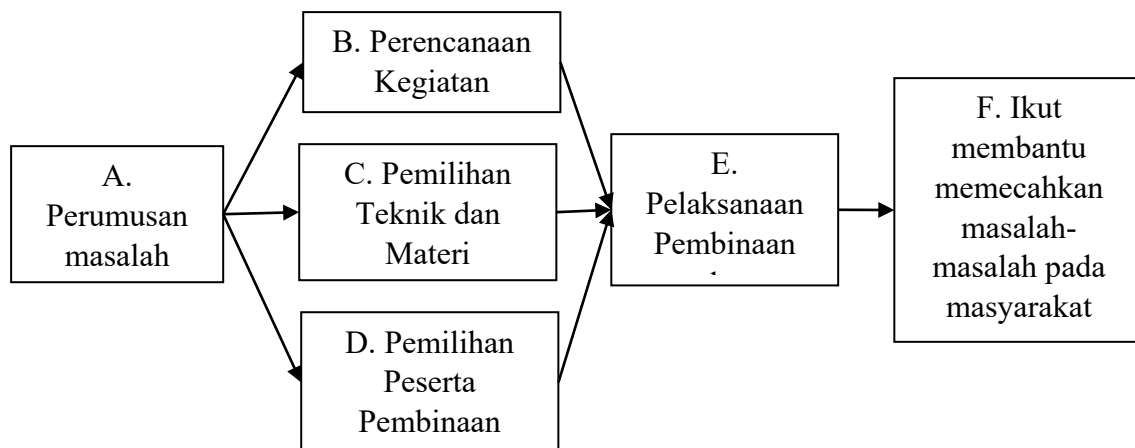 A.
Perumusan
masalah
B. Perencanaan
Kegiatan
C. Pemilihan
Teknik dan
Materi
D. Pemilihan
Peserta
Pembinaan
E.
Pelaksanaan
Pembinaan
F. Ikut
membantu
memecahkan
masalah-
masalah pada
masyarakat